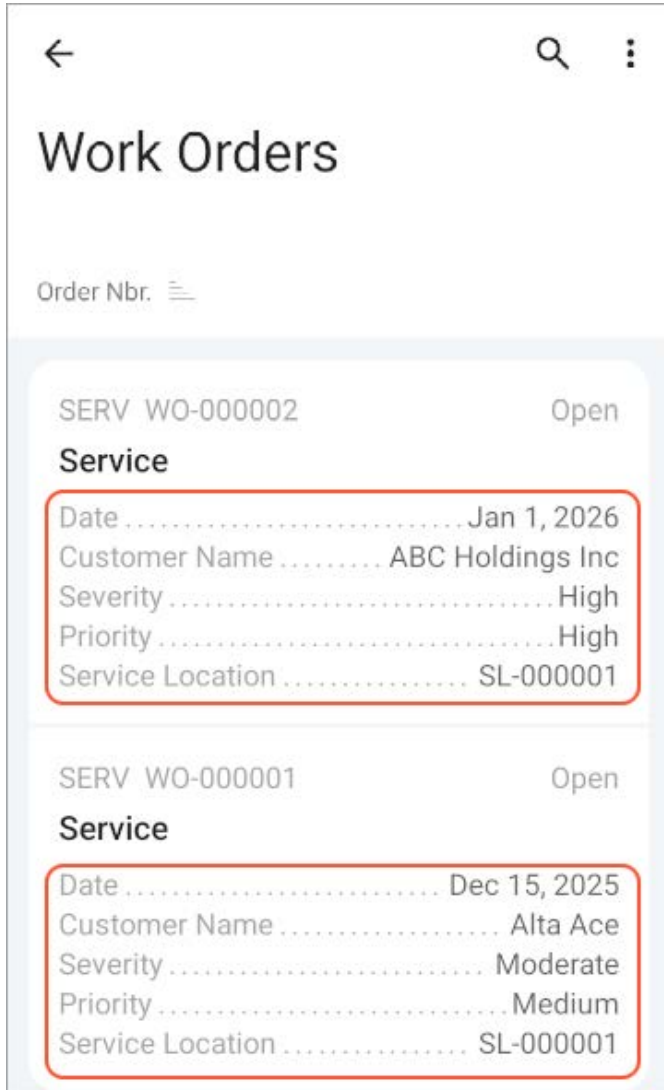 Work Orders
Order Nbr.
SERV WO-000002 Open
Service
Date ............................ Jan 1, 2026
Customer Name ......... ABC Holdings Inc
Severity ................................ High
Priority ................................. High
Service Location ................ SL-000001
SERV WO-000001 Open
Service
Date .......................... Dec 15, 2025
Customer Name ................... Alta Ace
Severity .......................... Moderate
Priority ............................. Medium
Service Location ................ SL-000001